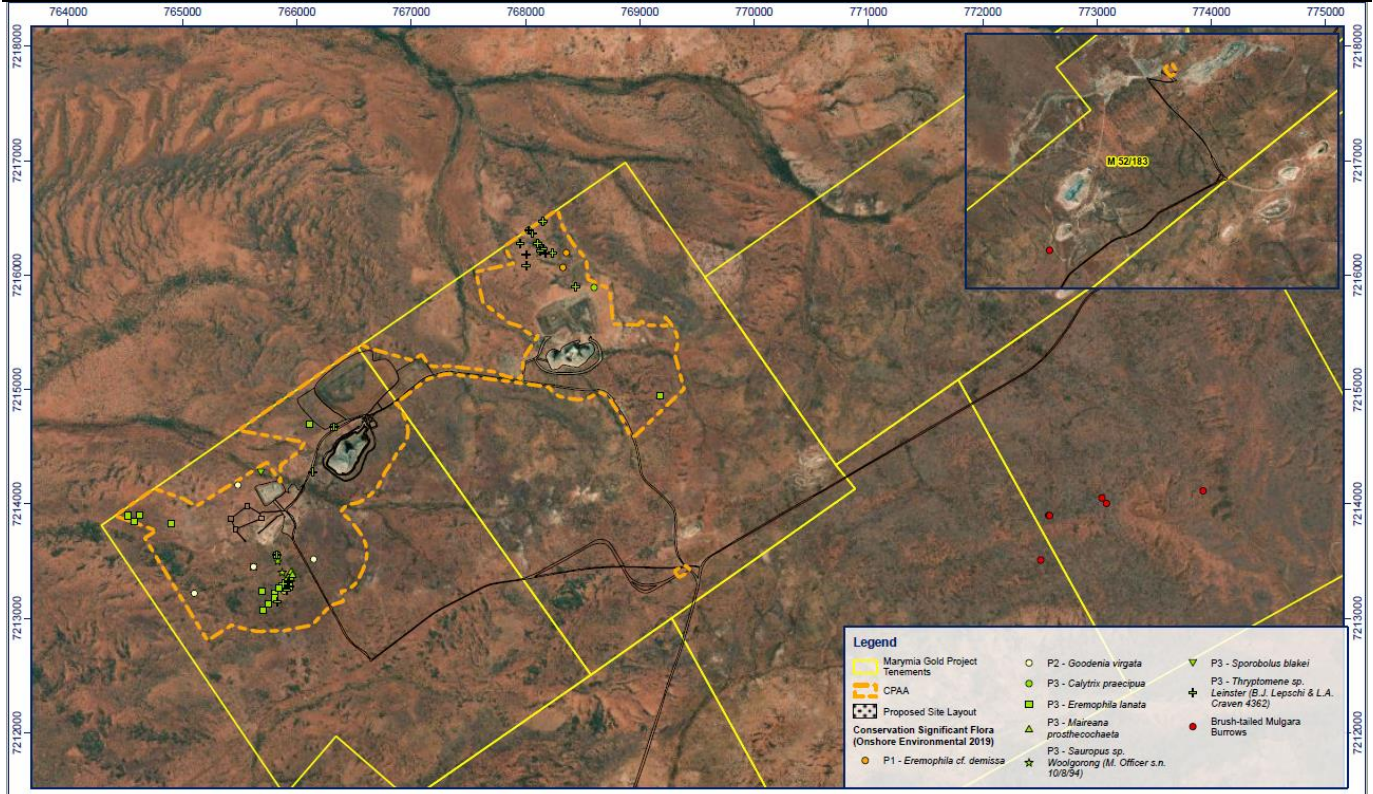 764000 765000 766000 767000 768000 769000 770000 771000 772000 773000 774000 775000
7218000
7217000
7216000
7215000
7214000
7213000
7212000
7218000
7217000
7216000
7215000
7214000
7213000
7212000
M 52/183
Legend
Marymia Gold Project
Tenements
CPAA
Proposed Site Layout
Conservation Significant Flora
(Onshore Environmental 2019)
P1 - Eremophila cf. demissa
P2 - Goodenia virgata
P3 - Calytrix praecipua
P3 - Eremophila lanata
P3 - Maireana
prosthecochaeta
P3 - Sauropus sp.
Woolgorong (M. Officer s.n.
10/8/94)
P3 - Sporobolus blakei
P3 - Thryptomene sp.
Leinster (B.J. Lepschi & L.A.
Craven 4362)
Brush-tailed Mulgara
Burrows